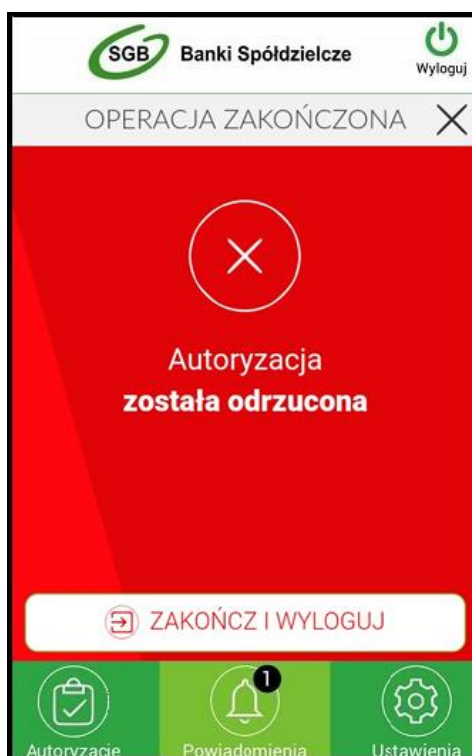 SGB Banki Spółdzielcze
Wyloguj
OPERACJA ZAKOŃCZONA
Autoryzacja
została odrzucona
ZAKOŃCZ I WYLOGUJ
1
Autoryzacje Powiadomienia Ustawienia